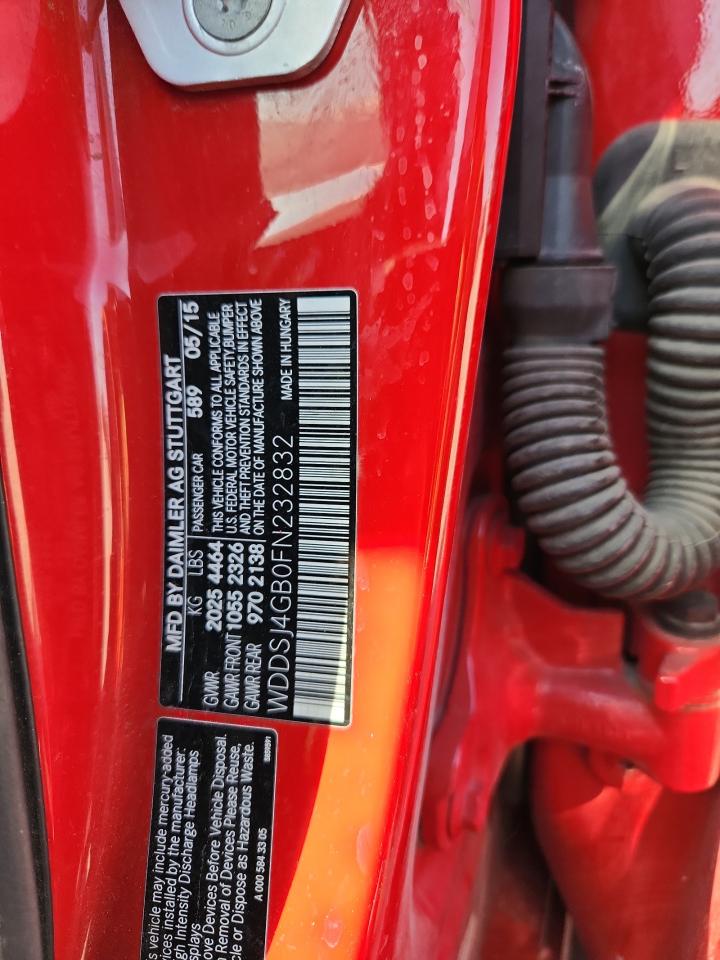 MFD BY DAIMLER AG STUTTGART
PASSENGER CAR 589 05/15
KG LBS
GVWR 2025 4464
GAWR FRONT 1055 2326
GAWR REAR 970 2138
THIS VEHICLE CONFORMS TO ALL APPLICABLE
U.S. FEDERAL MOTOR VEHICLE SAFETY, BUMPER
AND THEFT PREVENTION STANDARDS IN EFFECT
ON THE DATE OF MANUFACTURE SHOWN ABOVE
WDDSJ4GB0FN232832 MADE IN HUNGARY
s vehicle may include mercury-added
vices installed by the manufacturer:
gh Intensity Discharge Headlamps
splays
ove Devices Before Vehicle Disposal.
n Removal of Devices Please Reuse,
cle or Dispose as Hazardous Waste.
A 000 584 33 05